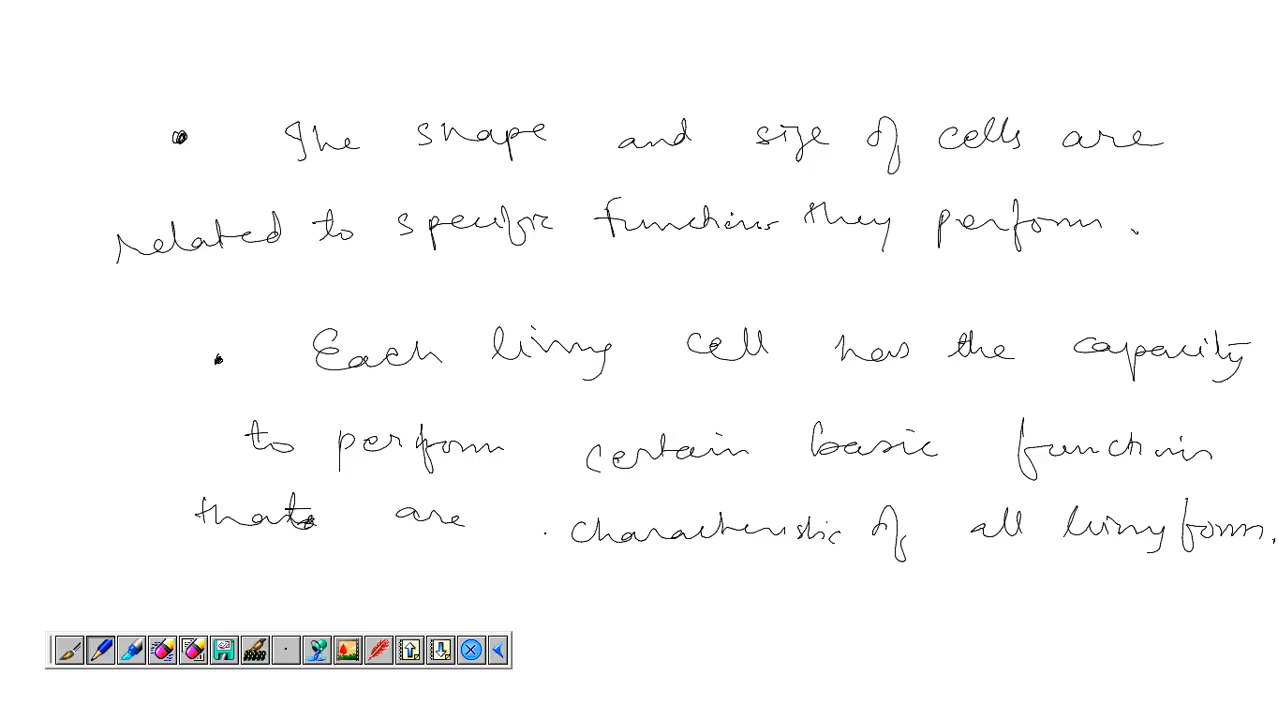 • The shape and size of cells are
related to specific functions they perform.
• Each living cell has the capacity
to perform certain basic functions
that are characteristic of all living forms.